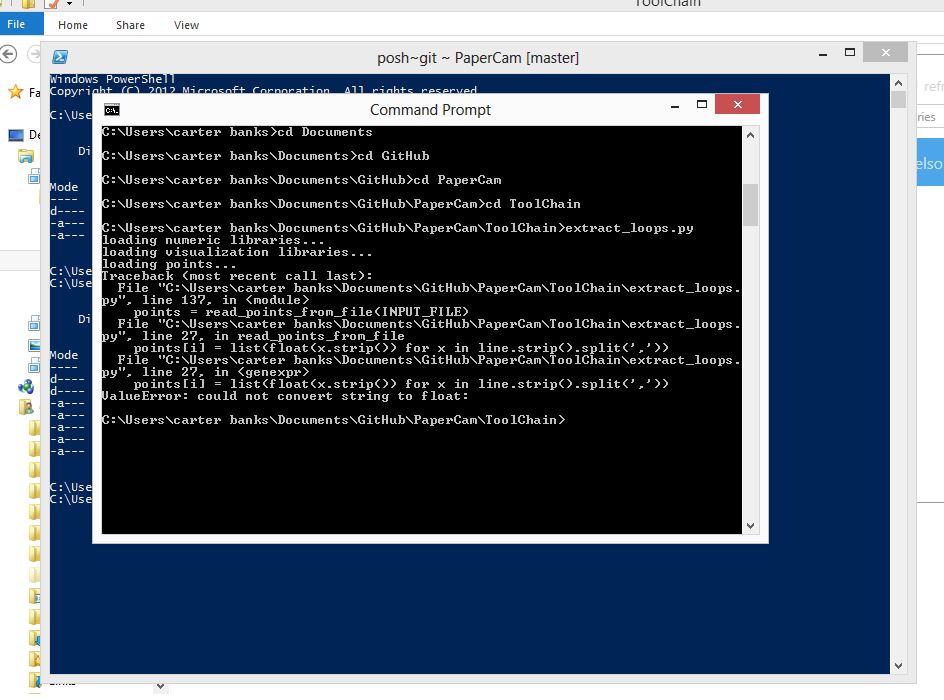 ToolChain
File Home Share View
posh~git ~ PaperCam [master]
Windows PowerShell
Copyright (C) 2012 Microsoft Corporation. All rights reserved.
C:\Use
Di
Mode
----
d----
-a---
-a---
C:\Use
C:\Use
Di
Mode
----
d----
d----
-a---
-a---
-a---
-a---
-a---
C:\Use
C:\Use
Command Prompt
C:\Users\carter banks>cd Documents
C:\Users\carter banks\Documents>cd GitHub
C:\Users\carter banks\Documents\GitHub>cd PaperCam
C:\Users\carter banks\Documents\GitHub\PaperCam>cd ToolChain
C:\Users\carter banks\Documents\GitHub\PaperCam\ToolChain>extract_loops.py
loading numeric libraries...
loading visualization libraries...
loading points...
Traceback (most recent call last):
File "C:\Users\carter banks\Documents\GitHub\PaperCam\ToolChain\extract_loops.
py", line 137, in <module>
points = read_points_from_file(INPUT_FILE)
File "C:\Users\carter banks\Documents\GitHub\PaperCam\ToolChain\extract_loops.
py", line 27, in read_points_from_file
points[i] = list(float(x.strip()) for x in line.strip().split(','))
File "C:\Users\carter banks\Documents\GitHub\PaperCam\ToolChain\extract_loops.
py", line 27, in <genexpr>
points[i] = list(float(x.strip()) for x in line.strip().split(','))
ValueError: could not convert string to float:
C:\Users\carter banks\Documents\GitHub\PaperCam\ToolChain>
Fa
De
refr
ries
elso